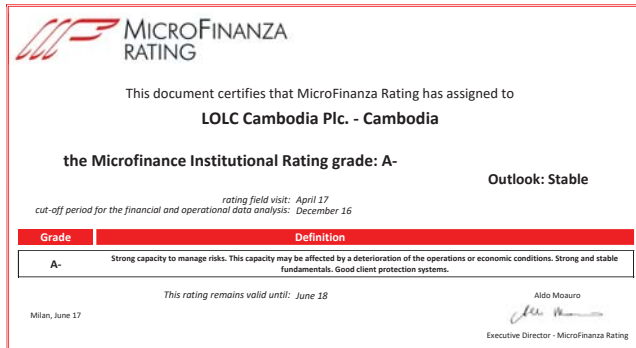 MICROFINANZA
RATING
This document certifies that MicroFinanza Rating has assigned to
LOLC Cambodia Plc. - Cambodia
the Microfinance Institutional Rating grade: A-
Outlook: Stable
rating field visit: April 17
cut-off period for the financial and operational data analysis: December 16
Grade Definition
A- Strong capacity to manage risks. This capacity may be affected by a deterioration of the operations or economic conditions. Strong and stable
fundamentals. Good client protection systems.
This rating remains valid until: June 18
Aldo Moauro
Milan, June 17
Executive Director - MicroFinanza Rating